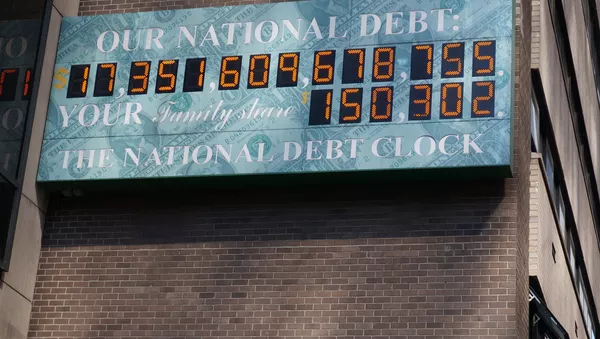 OUR NATIONAL DEBT:
$17,351,609,678,755.
YOUR Family share $150,302
THE NATIONAL DEBT CLOCK